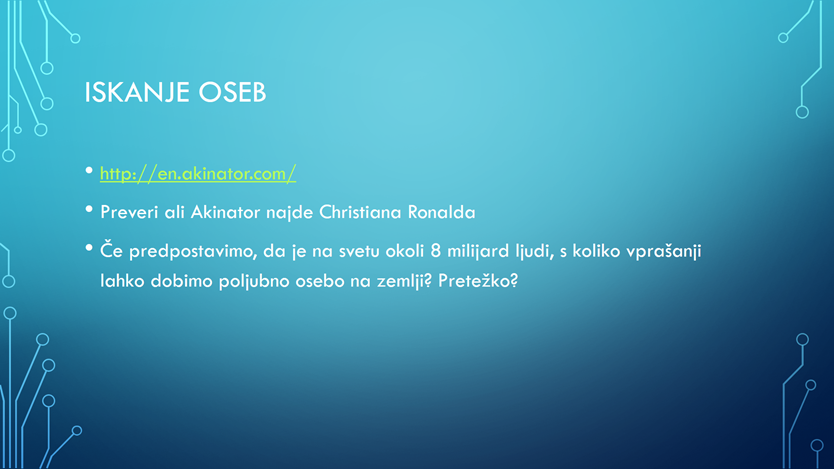 ISKANJE OSEB
• http://en.akinator.com/
• Preveri ali Akinator najde Christiana Ronalda
• Če predpostavimo, da je na svetu okoli 8 milijard ljudi, s koliko vprašanji
lahko dobimo poljubno osebo na zemlji? Pretežko?